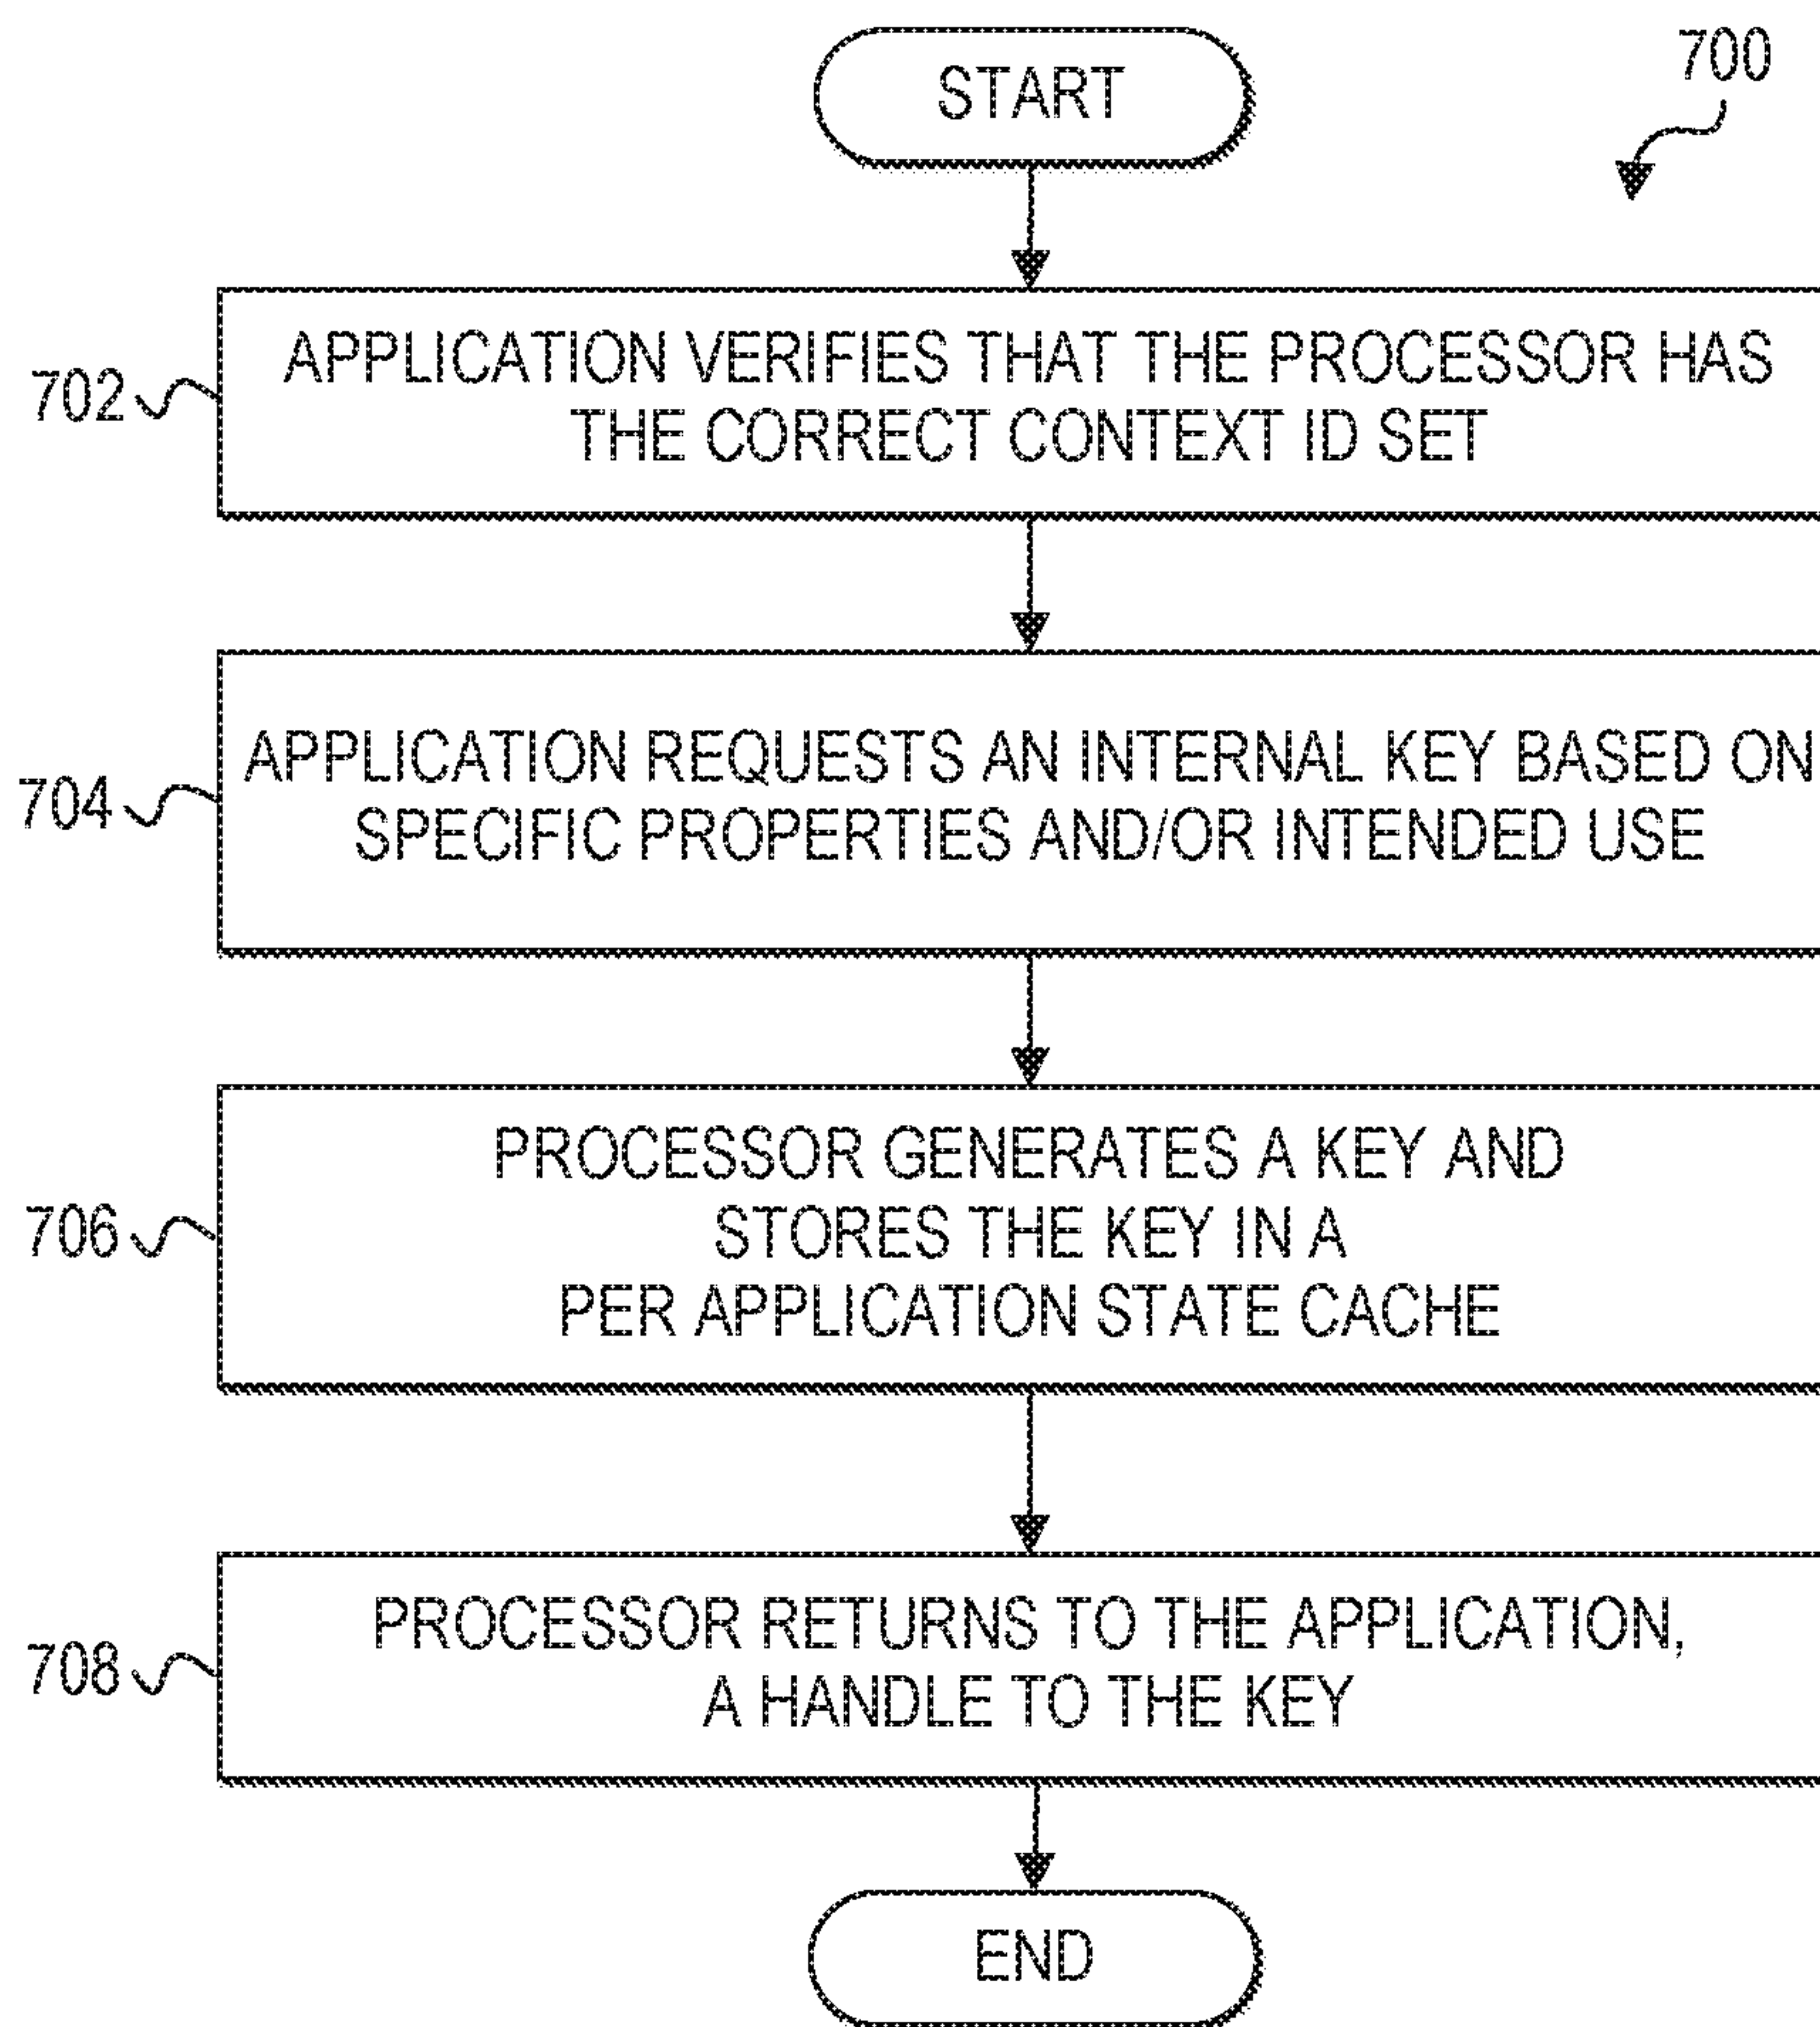 START
700
702
APPLICATION VERIFIES THAT THE PROCESSOR HAS
THE CORRECT CONTEXT ID SET
704
APPLICATION REQUESTS AN INTERNAL KEY BASED ON
SPECIFIC PROPERTIES AND/OR INTENDED USE
706
PROCESSOR GENERATES A KEY AND
STORES THE KEY IN A
PER APPLICATION STATE CACHE
708
PROCESSOR RETURNS TO THE APPLICATION,
A HANDLE TO THE KEY
END